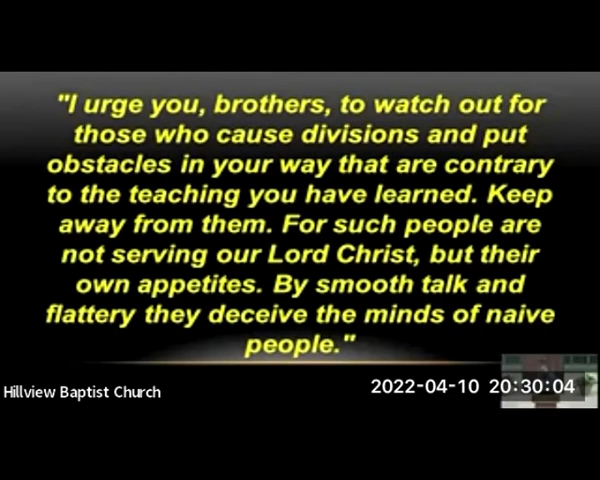 "I urge you, brothers, to watch out for
those who cause divisions and put
obstacles in your way that are contrary
to the teaching you have learned. Keep
away from them. For such people are
not serving our Lord Christ, but their
own appetites. By smooth talk and
flattery they deceive the minds of naive
people."
Hillview Baptist Church
2022-04-10 20:30:04